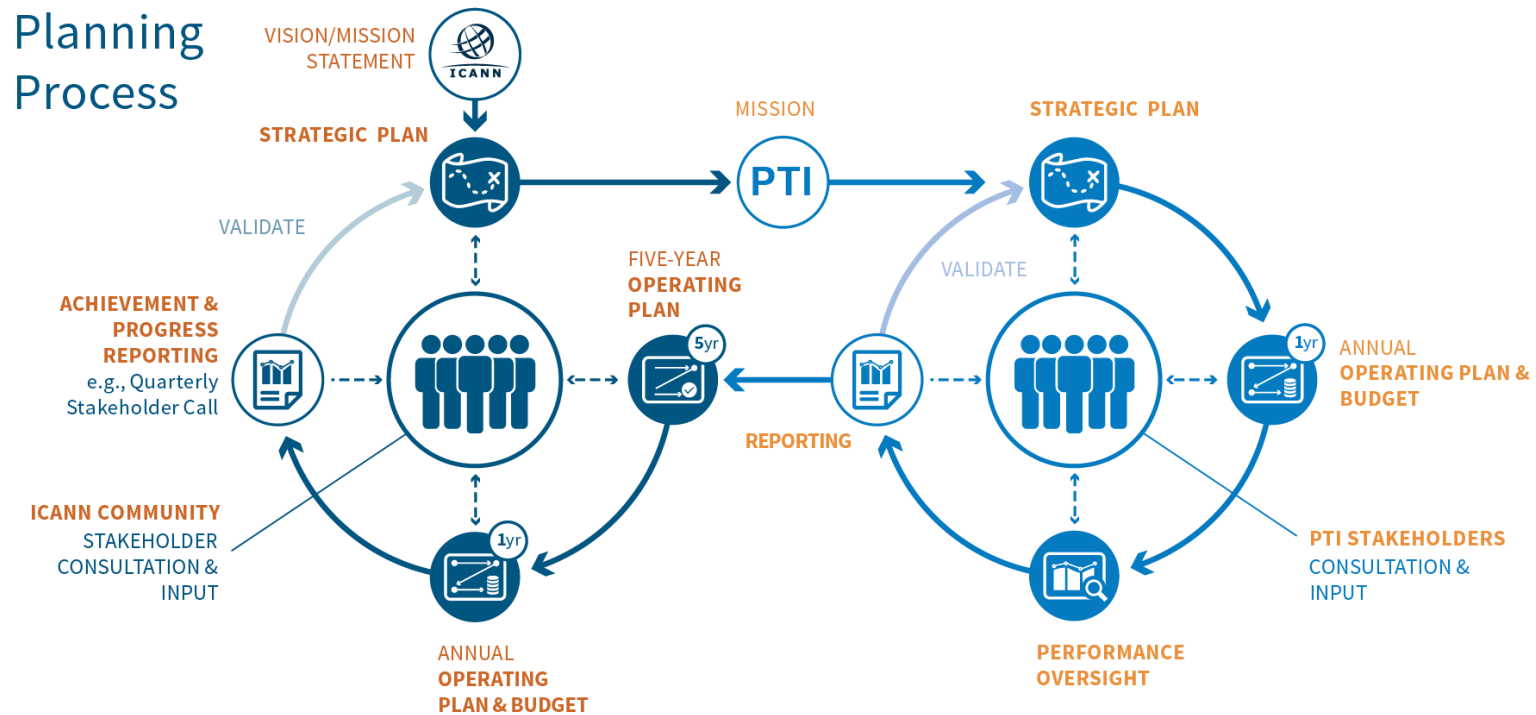 Planning
Process
VISION/MISSION
STATEMENT
ICANN
STRATEGIC PLAN
MISSION
PTI
STRATEGIC PLAN
VALIDATE
VALIDATE
FIVE-YEAR
OPERATING
PLAN
5yr
ACHIEVEMENT &
PROGRESS
REPORTING
e.g., Quarterly
Stakeholder Call
1yr
ANNUAL
OPERATING PLAN &
BUDGET
REPORTING
ICANN COMMUNITY
STAKEHOLDER
CONSULTATION &
INPUT
1yr
ANNUAL
OPERATING
PLAN & BUDGET
PTI STAKEHOLDERS
CONSULTATION &
INPUT
PERFORMANCE
OVERSIGHT